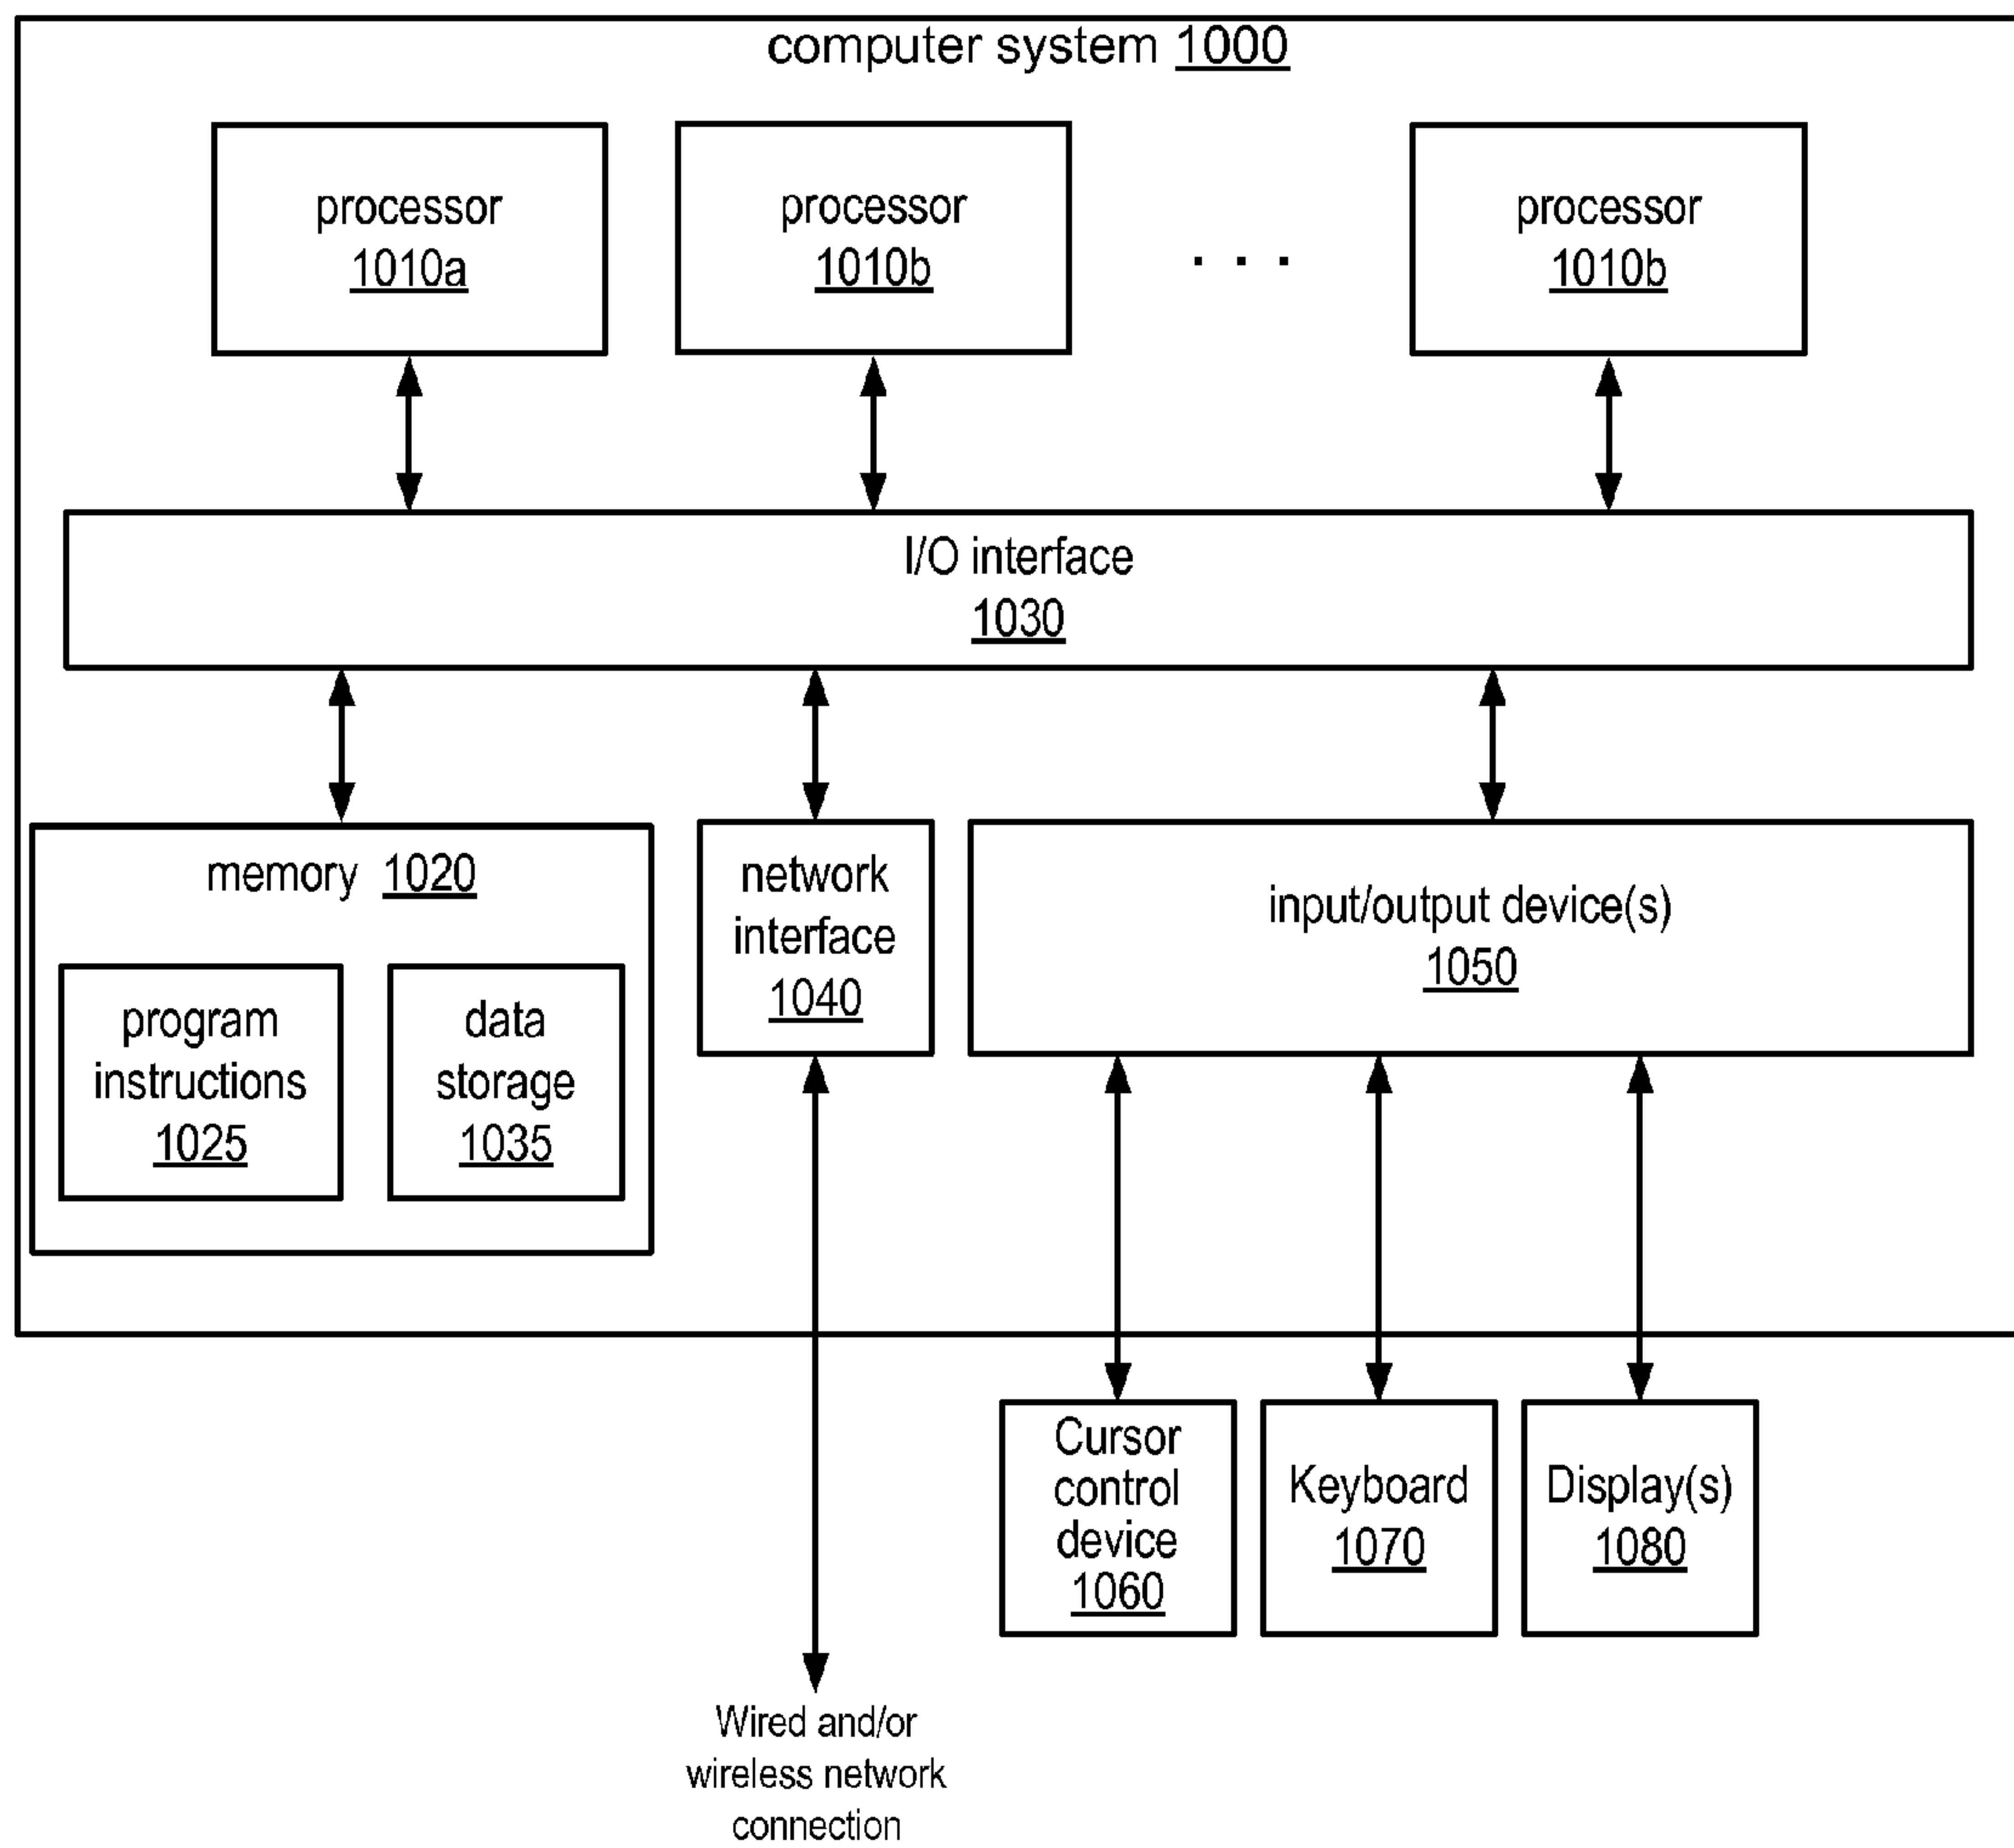 computer system 1000
processor
1010a
processor
1010b
. . .
processor
1010b
I/O interface
1030
memory 1020
program
instructions
1025
data
storage
1035
network
interface
1040
input/output device(s)
1050
Cursor
control
device
1060
Keyboard
1070
Display(s)
1080
Wired and/or
wireless network
connection